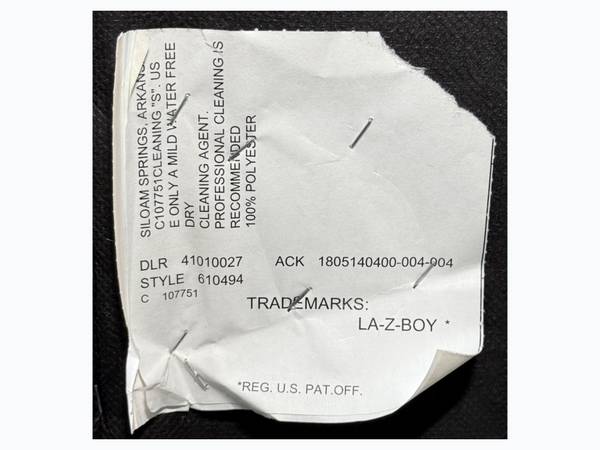 SILOAM SPRINGS, ARKANS
C107751CLEANING "S". US
E ONLY A MILD WATER FREE
DRY
CLEANING AGENT.
PROFESSIONAL CLEANING IS
RECOMMENDED
100% POLYESTER
DLR 41010027 ACK 1805140400-004-904
STYLE 610494
C 107751
TRADEMARKS:
LA-Z-BOY *
*REG. U.S. PAT.OFF.